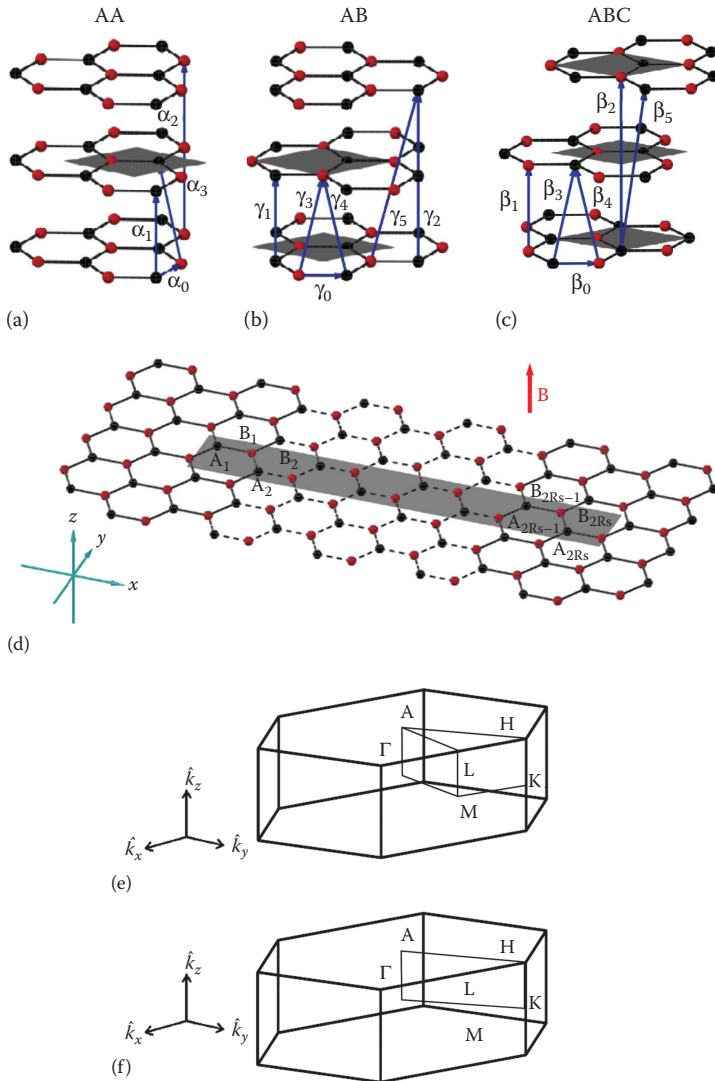 AA AB ABC
α₂
α₃
α₁
α₀
γ₁ γ₃ γ₄ γ₅ γ₂
γ₀
β₂ β₅
β₁ β₃ β₄
β₀
(a) (b) (c)
B
B₁
B₂
A₁
A₂
B₂Rs−1
B₂Rs
A₂Rs−1
A₂Rs
z
y
x
(d)
A H
Γ
L
K
M
k̂z
k̂x k̂y
(e)
A H
Γ
L
K
M
k̂z
k̂x k̂y
(f)